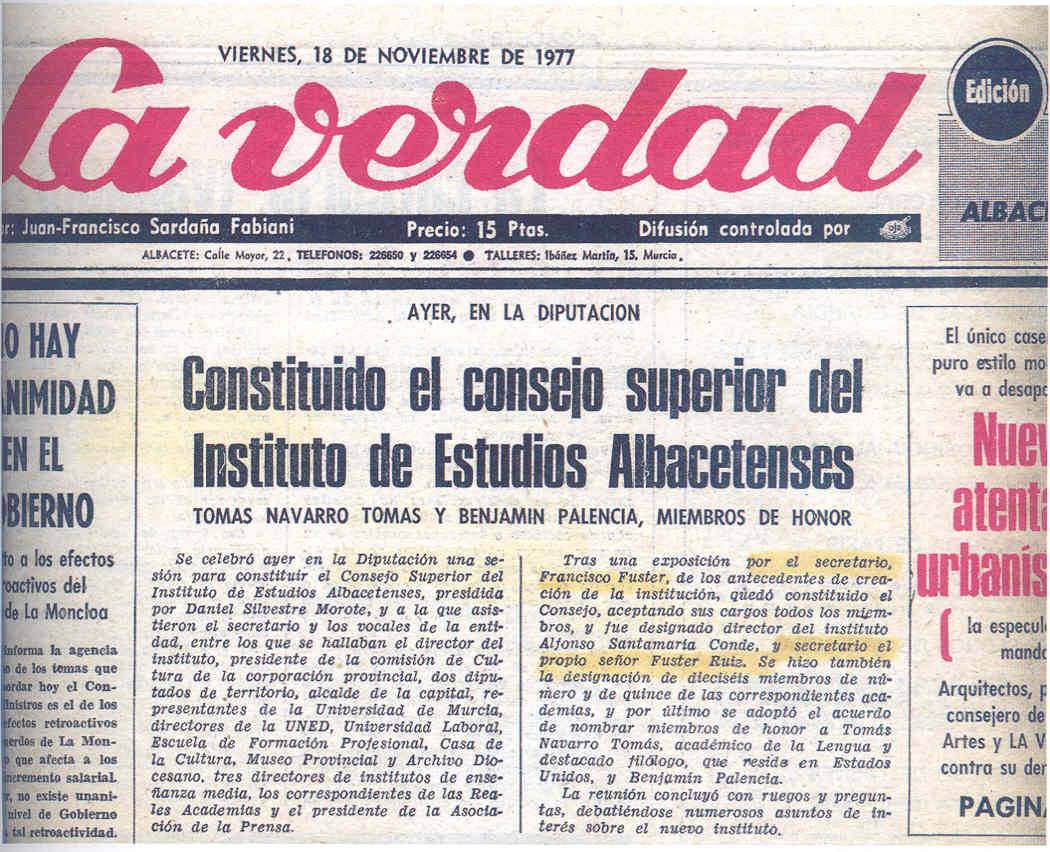 VIERNES, 18 DE NOVIEMBRE DE 1977
La verdad
Edición
Juan-Francisco Sardaña Fabiani
Precio: 15 Ptas.
Difusión controlada por
ALBACETE: Calle Mayor, 22. TELEFONOS: 226650 y 226654 ● TALLERES: Ibáñez Martín, 15, Murcia.
HAY
EN EL
to a los efectos
del
de La Moncloa
informa la agencia
de los temas que
hoy el Con-
es el de los
efectos retroactivos
de La Mon-
que afecta a los
incremento salarial.
no existe unani-
nivel de Gobierno
tal retroactividad.
AYER, EN LA DIPUTACION
Constituido el consejo superior del
Instituto de Estudios Albacetenses
TOMAS NAVARRO TOMAS Y BENJAMIN PALENCIA, MIEMBROS DE HONOR
Se celebró ayer en la Diputación una se-
sión para constituir el Consejo Superior del
Instituto de Estudios Albacetenses, presidida
por Daniel Silvestre Morote, y a la que asis-
tieron el secretario y los vocales de la enti-
dad, entre los que se hallaban el director del
instituto, presidente de la comisión de Cul-
tura de la corporación provincial, dos dipu-
tados de territorio, alcalde de la capital, re-
presentantes de la Universidad de Murcia,
directores de la UNED, Universidad Laboral,
Escuela de Formación Profesional, Casa de
la Cultura, Museo Provincial y Archivo Dio-
cesano, tres directores de institutos de ense-
ñanza media, los correspondientes de las Rea-
les Academias y el presidente de la Asocia-
ción de la Prensa.
Tras una exposición por el secretario,
Francisco Fuster, de los antecedentes de crea-
ción de la institución, quedó constituido el
Consejo, aceptando sus cargos todos los miem-
bros, y fue designado director del instituto
Alfonso Santamaría Conde, y secretario el
propio señor Fuster Ruiz. Se hizo también
la designación de dieciséis miembros de nú-
mero y de quince de las correspondientes aca-
demias, y por último se adoptó el acuerdo
de nombrar miembros de honor a Tomás
Navarro Tomás, académico de la Lengua y
destacado filólogo, que reside en Estados
Unidos, y Benjamín Palencia.
La reunión concluyó con ruegos y pregun-
tas, debatiéndose numerosos asuntos de in-
terés sobre el nuevo instituto.
El único
puro estilo
va a
la
Arquitectos,
consejero de
Artes y LA
contra su